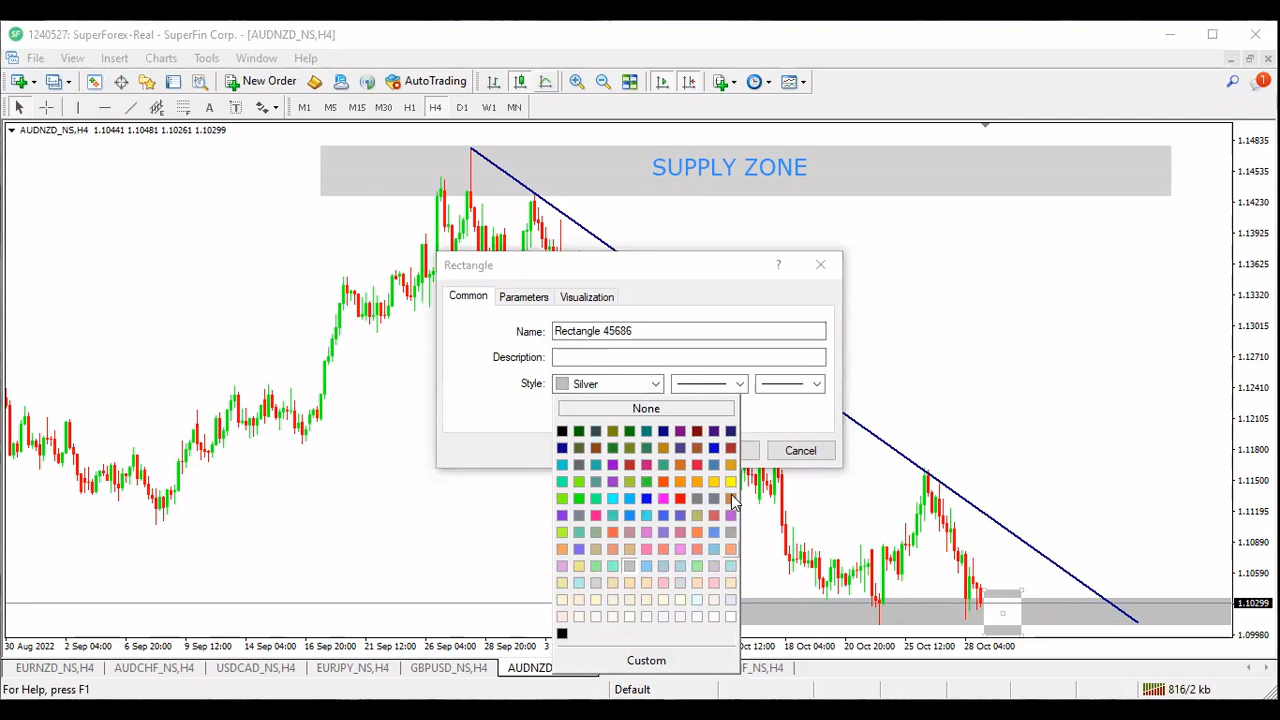 1240527: SuperForex-Real - SuperFin Corp. - [AUDNZD_NS,H4]
File View Insert Charts Tools Window Help
New Order AutoTrading 1
A T M1 M5 M15 M30 H1 H4 D1 W1 MN
AUDNZD_NS,H4 1.10441 1.10481 1.10261 1.10299
SUPPLY ZONE
1.14835
1.14535
1.14230
1.13925
1.13625
1.13320
1.13015
1.12710
1.12410
1.12105
1.11800
1.11500
1.11195
1.10890
1.10590
1.10299
1.09980
Rectangle ?
Common Parameters Visualization
Name: Rectangle 45686
Description:
Style: Silver
None
Cancel
Custom
30 Aug 2022 2 Sep 04:00 6 Sep 12:00 9 Sep 04:00 14 Sep 12:00 16 Sep 20:00 21 Sep 12:00 26 Sep 04:00 28 Sep 20:00 18 Oct 04:00 20 Oct 20:00 25 Oct 12:00 28 Oct 04:00
EURNZD_NS,H4 AUDCHF_NS,H4 USDCAD_NS,H4 EURJPY_NS,H4 GBPUSD_NS,H4 AUDNZ F_NS,H4
For Help, press F1 Default 816/2 kb